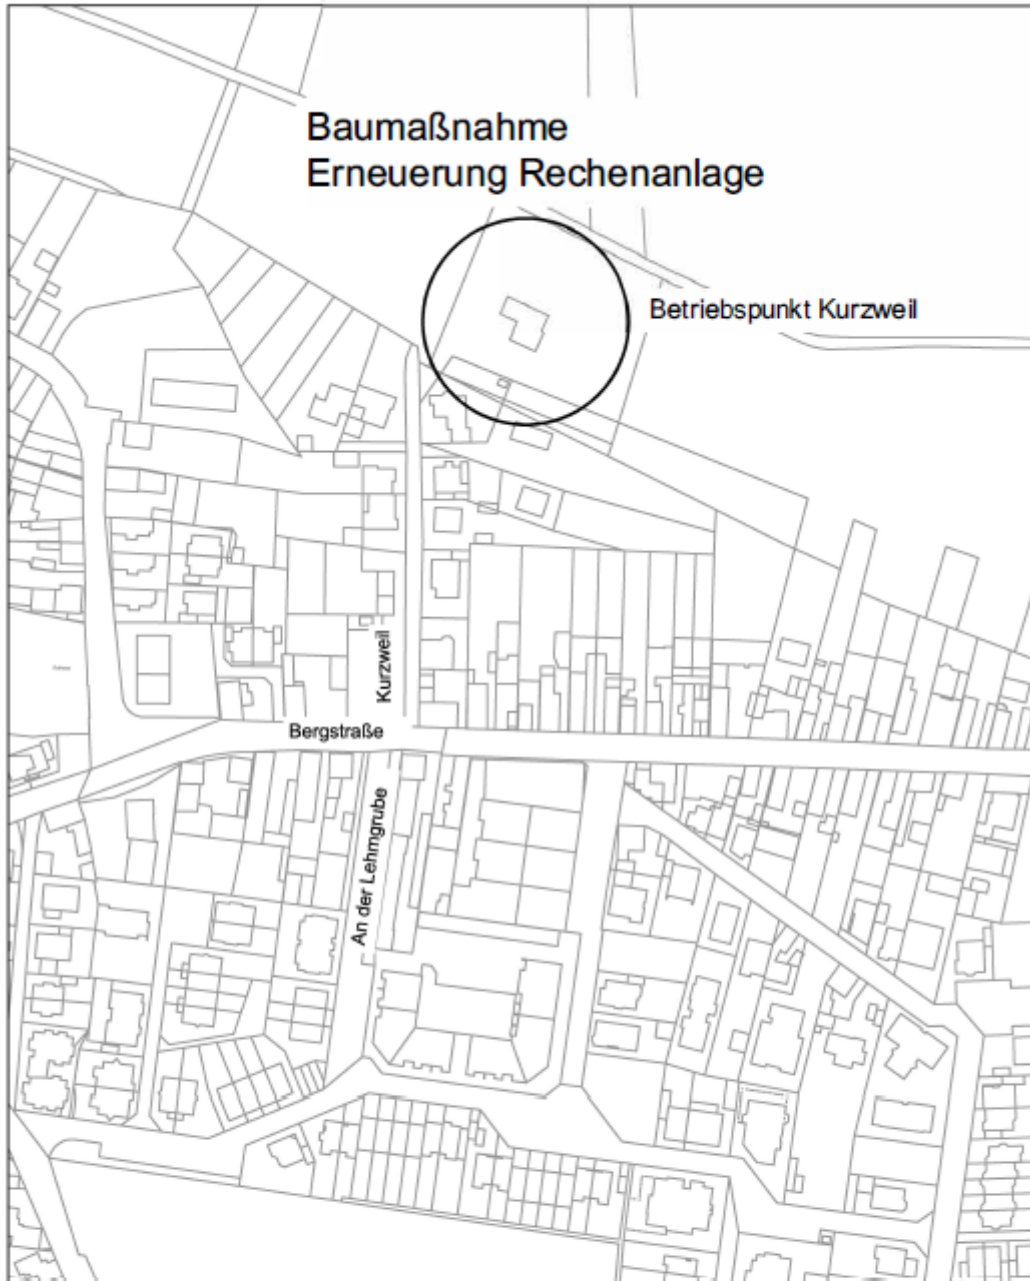 Baumaßnahme
Erneuerung Rechenanlage
Betriebspunkt Kurzweil
Kurzweil
Bergstraße
An der Lehmgrube